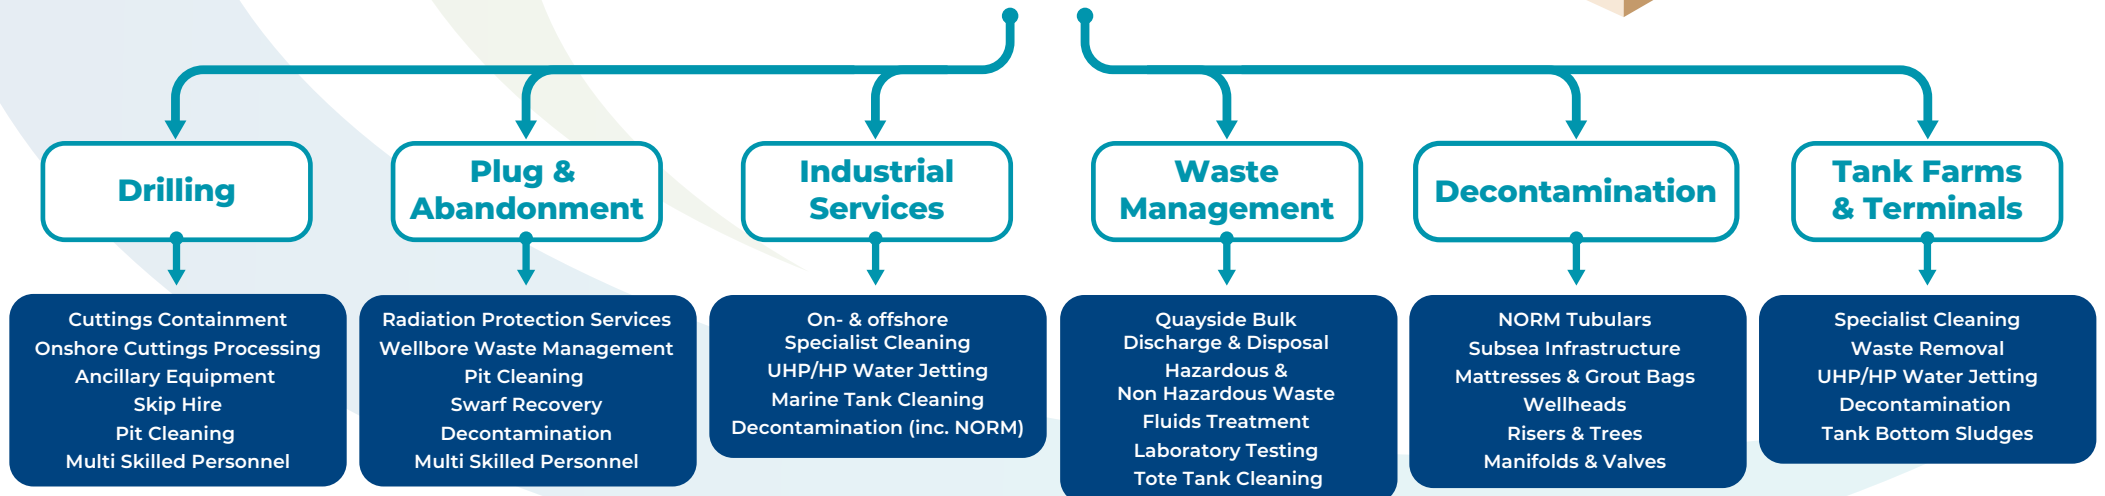 Drilling
Plug &
Abandonment
Industrial
Services
Waste
Management
Decontamination
Tank Farms
& Terminals
Cuttings Containment
Onshore Cuttings Processing
Ancillary Equipment
Skip Hire
Pit Cleaning
Multi Skilled Personnel
Radiation Protection Services
Wellbore Waste Management
Pit Cleaning
Swarf Recovery
Decontamination
Multi Skilled Personnel
On- & offshore
Specialist Cleaning
UHP/HP Water Jetting
Marine Tank Cleaning
Decontamination (inc. NORM)
Quayside Bulk
Discharge & Disposal
Hazardous &
Non Hazardous Waste
Fluids Treatment
Laboratory Testing
Tote Tank Cleaning
NORM Tubulars
Subsea Infrastructure
Mattresses & Grout Bags
Wellheads
Risers & Trees
Manifolds & Valves
Specialist Cleaning
Waste Removal
UHP/HP Water Jetting
Decontamination
Tank Bottom Sludges